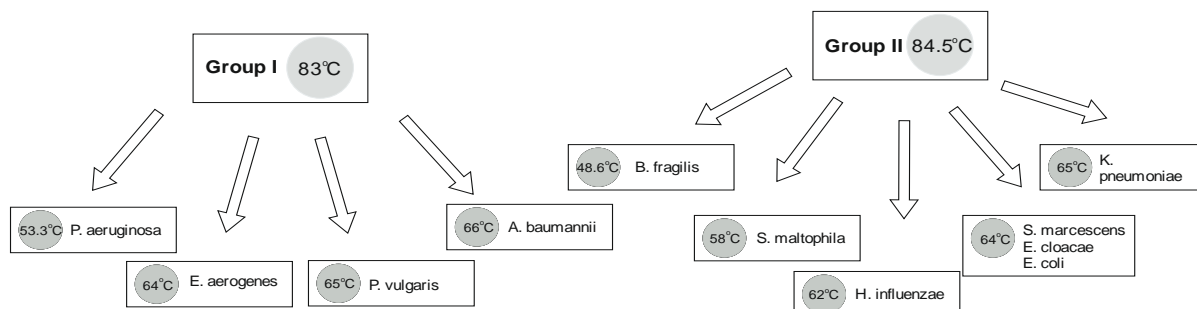 Group I 83°C
53.3°C P. aeruginosa
64°C E. aerogenes
65°C P. vulgaris
66°C A. baumannii
Group II 84.5°C
48.6°C B. fragilis
58°C S. maltophila
62°C H. influenzae
64°C S. marcescens
E. cloacae
E. coli
65°C K.
pneumoniae